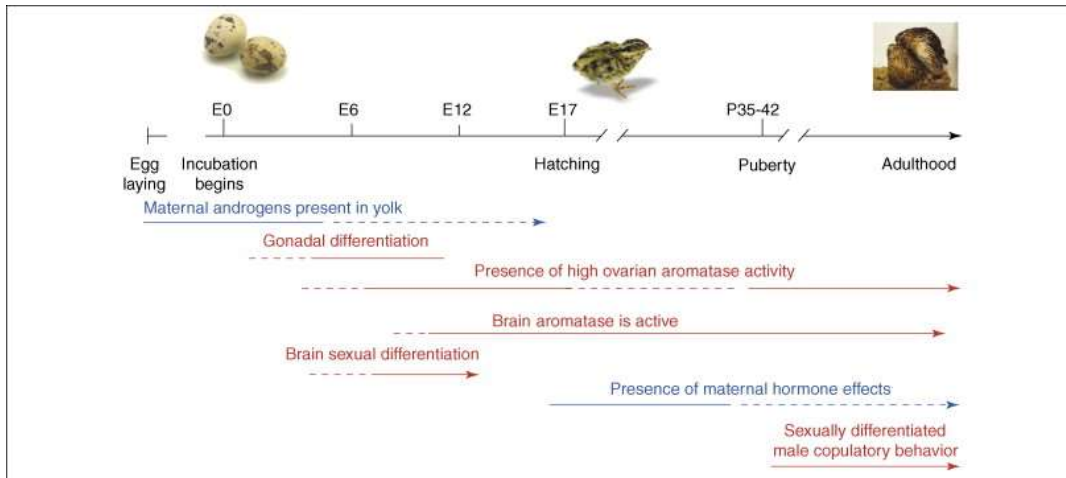 E0
E6
E12
E17
P35-42
Egg
laying
Incubation
begins
Hatching
Puberty
Adulthood
Maternal androgens present in yolk
Gonadal differentiation
Presence of high ovarian aromatase activity
Brain aromatase is active
Brain sexual differentiation
Presence of maternal hormone effects
Sexually differentiated
male copulatory behavior